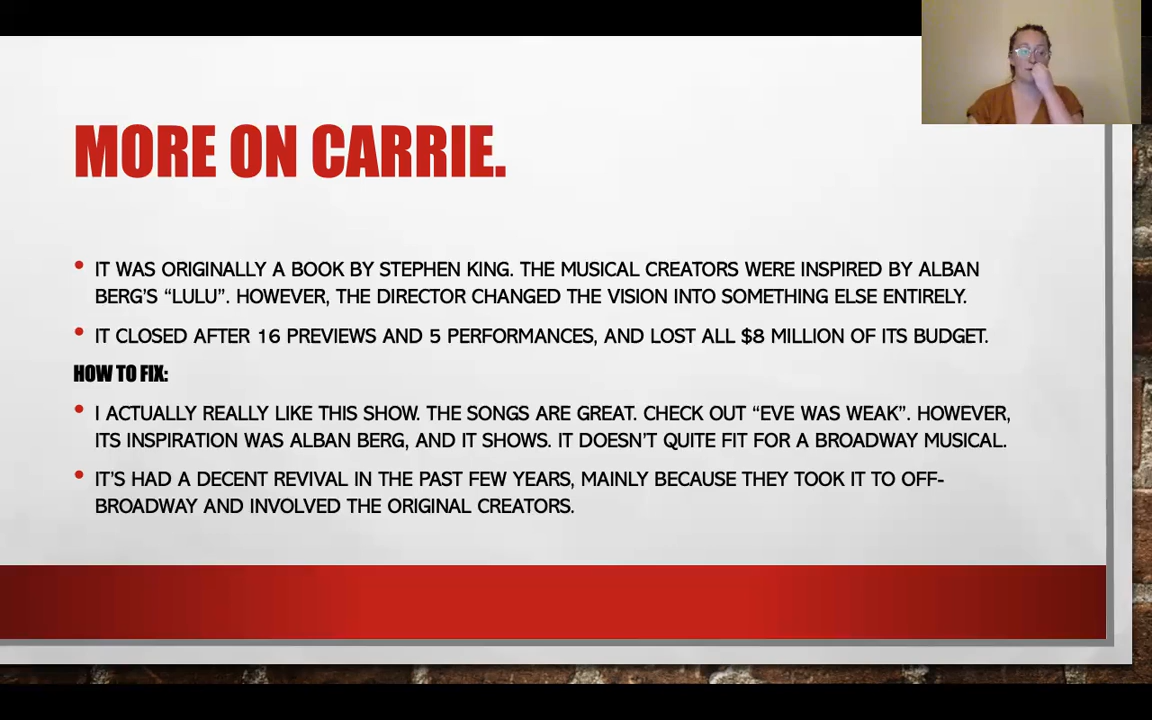 MORE ON CARRIE.
• IT WAS ORIGINALLY A BOOK BY STEPHEN KING. THE MUSICAL CREATORS WERE INSPIRED BY ALBAN
BERG’S “LULU”. HOWEVER, THE DIRECTOR CHANGED THE VISION INTO SOMETHING ELSE ENTIRELY.
• IT CLOSED AFTER 16 PREVIEWS AND 5 PERFORMANCES, AND LOST ALL $8 MILLION OF ITS BUDGET.
HOW TO FIX:
• I ACTUALLY REALLY LIKE THIS SHOW. THE SONGS ARE GREAT. CHECK OUT “EVE WAS WEAK”. HOWEVER,
ITS INSPIRATION WAS ALBAN BERG, AND IT SHOWS. IT DOESN’T QUITE FIT FOR A BROADWAY MUSICAL.
• IT’S HAD A DECENT REVIVAL IN THE PAST FEW YEARS, MAINLY BECAUSE THEY TOOK IT TO OFF-
BROADWAY AND INVOLVED THE ORIGINAL CREATORS.